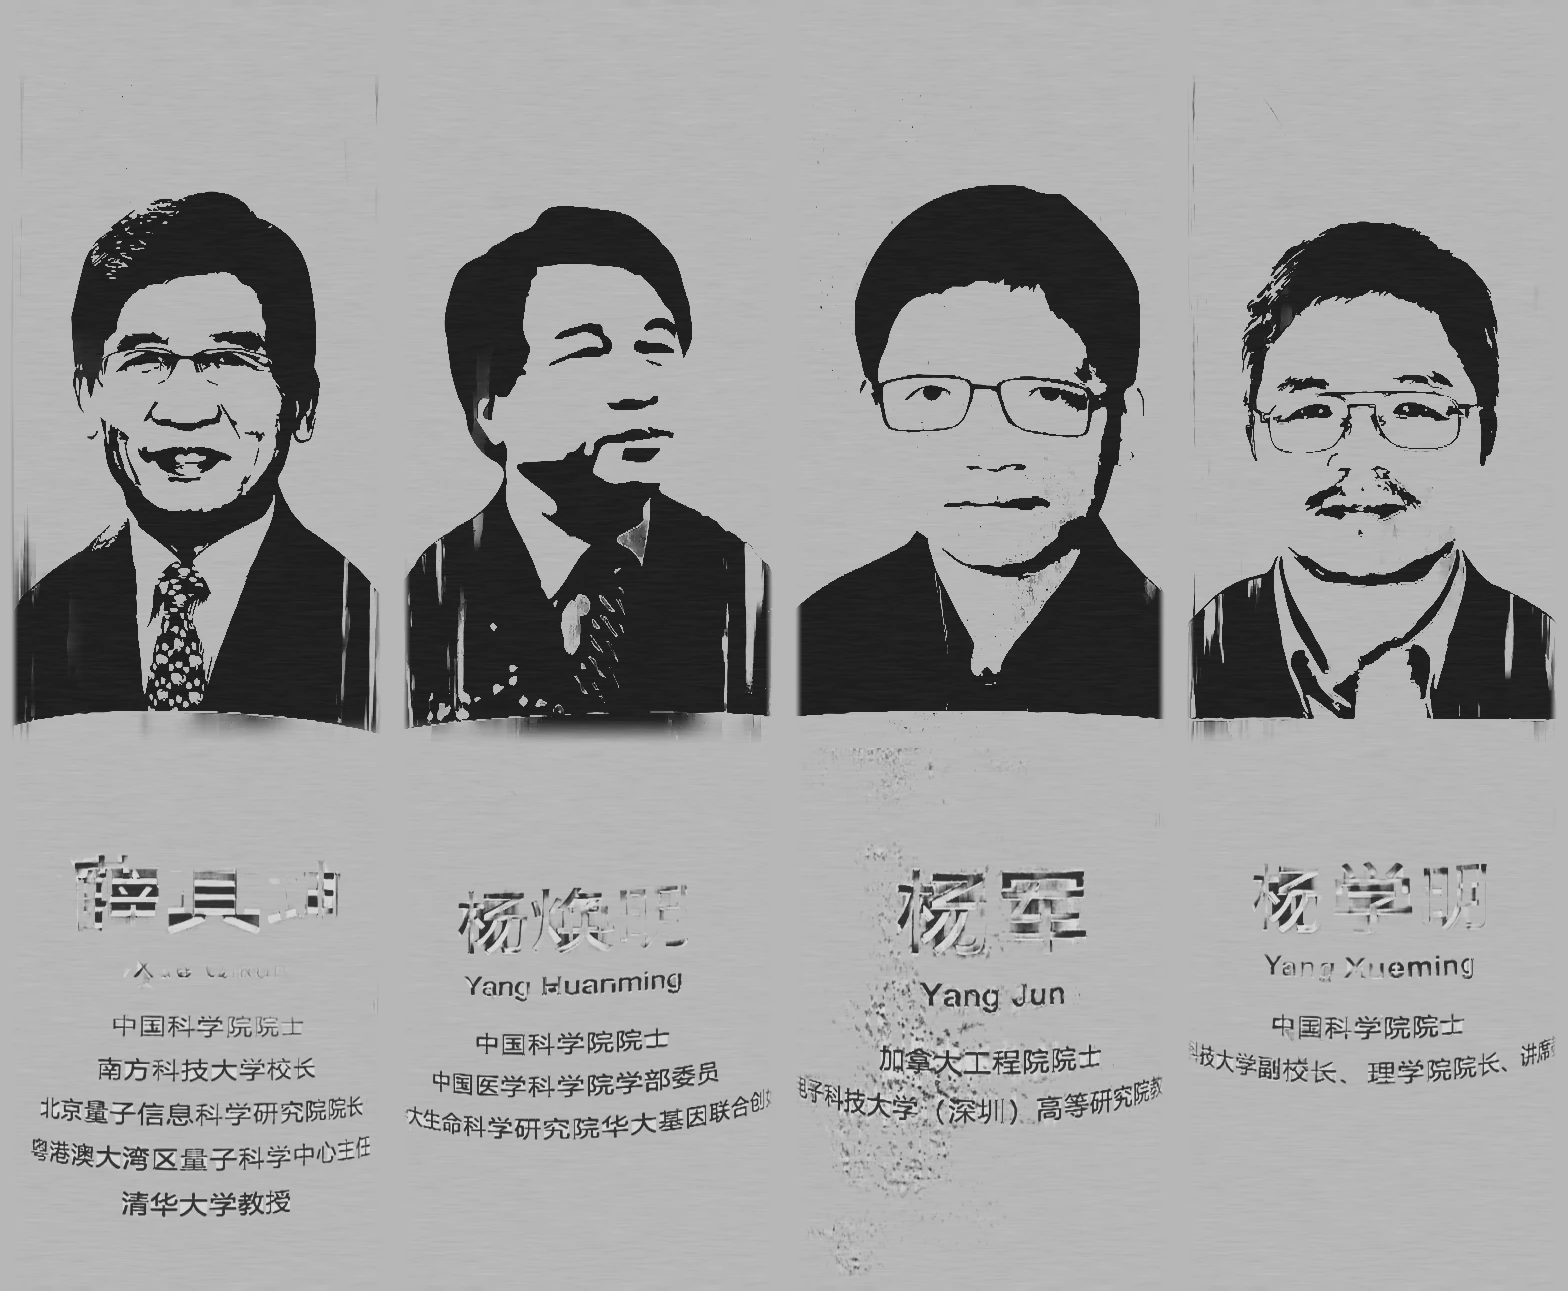 薛其坤
Xue Qikun
中国科学院院士
南方科技大学校长
北京量子信息科学研究院院长
粤港澳大湾区量子科学中心主任
清华大学教授
杨焕明
Yang Huanming
中国科学院院士
中国医学科学院学部委员
大生命科学研究院华大基因联合创
杨军
Yang Jun
加拿大工程院院士
电子科技大学（深圳）高等研究院教
杨学明
Yang Xueming
中国科学院院士
科技大学副校长、理学院院长、讲席